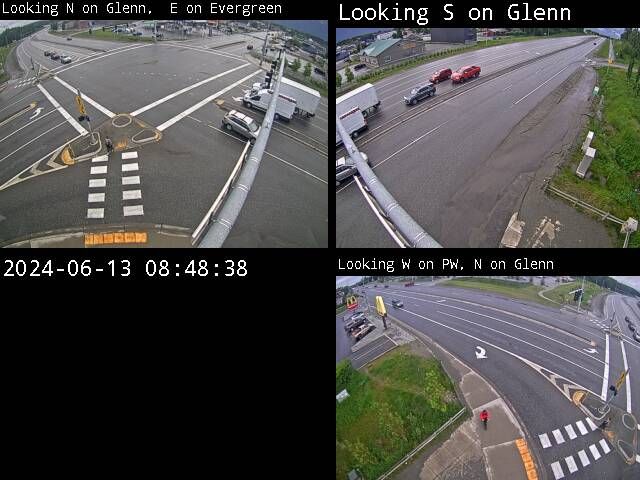 Looking N on Glenn,  E on Evergreen
Looking S on Glenn
2024-06-13 08:48:38
Looking W on PW, N on Glenn